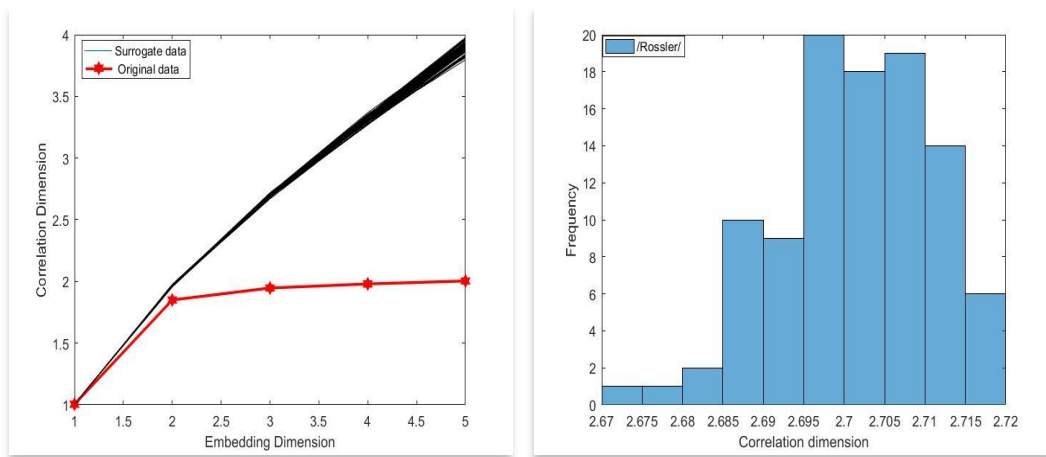 4
3.5
3
2.5
2
1.5
1
Correlation Dimension
Surrogate data
Original data
1 1.5 2 2.5 3 3.5 4 4.5 5
Embedding Dimension
20
18
16
14
12
10
8
6
4
2
0
Frequency
/Rossler/
2.67 2.675 2.68 2.685 2.69 2.695 2.7 2.705 2.71 2.715 2.72
Correlation dimension